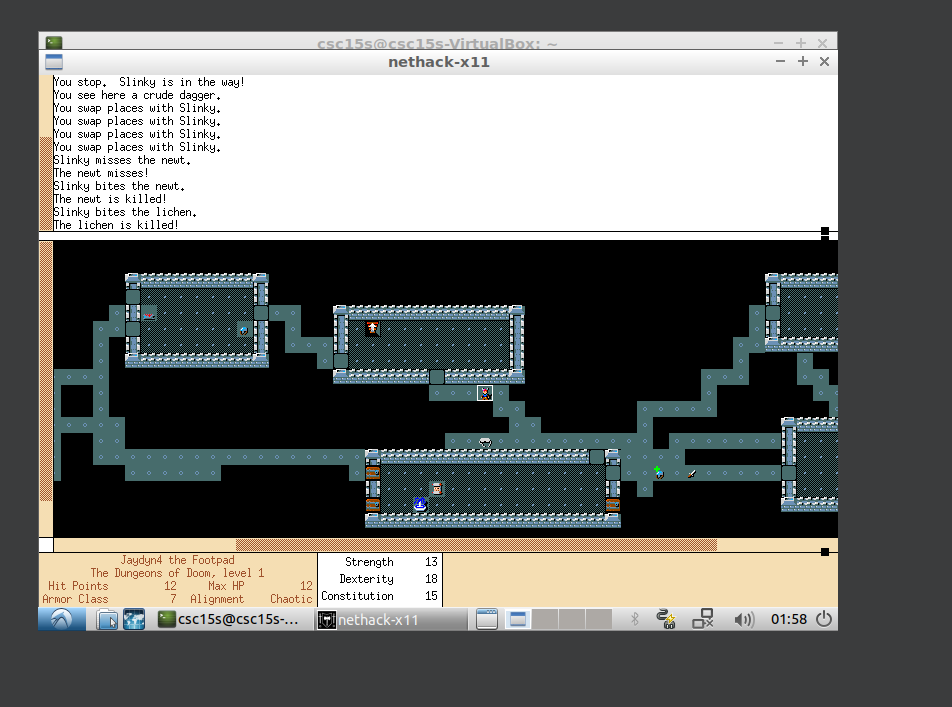 csc15s@csc15s-VirtualBox: ~
nethack-x11
You stop.  Slinky is in the way!
You see here a crude dagger.
You swap places with Slinky.
You swap places with Slinky.
You swap places with Slinky.
You swap places with Slinky.
Slinky misses the newt.
The newt misses!
Slinky bites the newt.
The newt is killed!
Slinky bites the lichen.
The lichen is killed!
Jaydyn4 the Footpad
The Dungeons of Doom, level 1
Hit Points 12 Max HP 12
Armor Class 7 Alignment Chaotic
Strength 13
Dexterity 18
Constitution 15
csc15s@csc15s-... nethack-x11 01:58